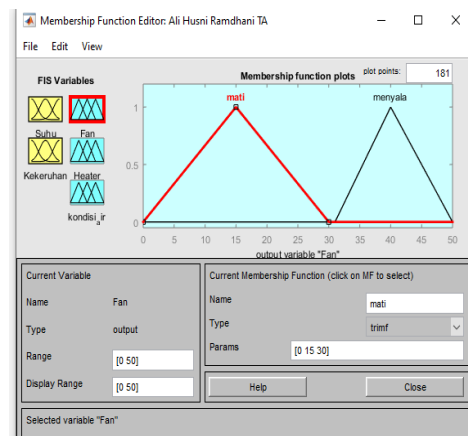 Membership Function Editor: Ali Husni Ramdhani TA
File Edit View
FIS Variables
Suhu Fan
Kekeruhan Heater
kondisi_air
Membership function plots
plot points: 181
mati menyala
1
0.5
0
0 5 10 15 20 25 30 35 40 45 50
output variable "Fan"
Current Variable
Name Fan
Type output
Range [0 50]
Display Range [0 50]
Current Membership Function (click on MF to select)
Name mati
Type trimf
Params [0 15 30]
Help Close
Selected variable "Fan"